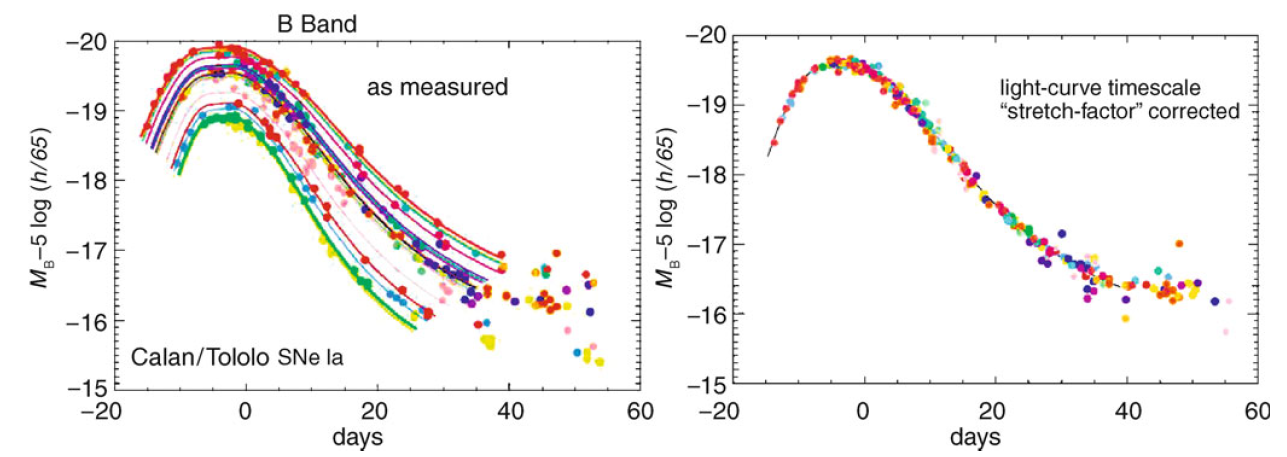 B Band
−20
−19
−18
−17
−16
−15
M_B−5 log (h/65)
as measured
Calan/Tololo SNe Ia
−20 0 20 40 60
days
−20
−19
−18
−17
−16
−15
M_B−5 log (h/65)
light-curve timescale
“stretch-factor” corrected
−20 0 20 40 60
days